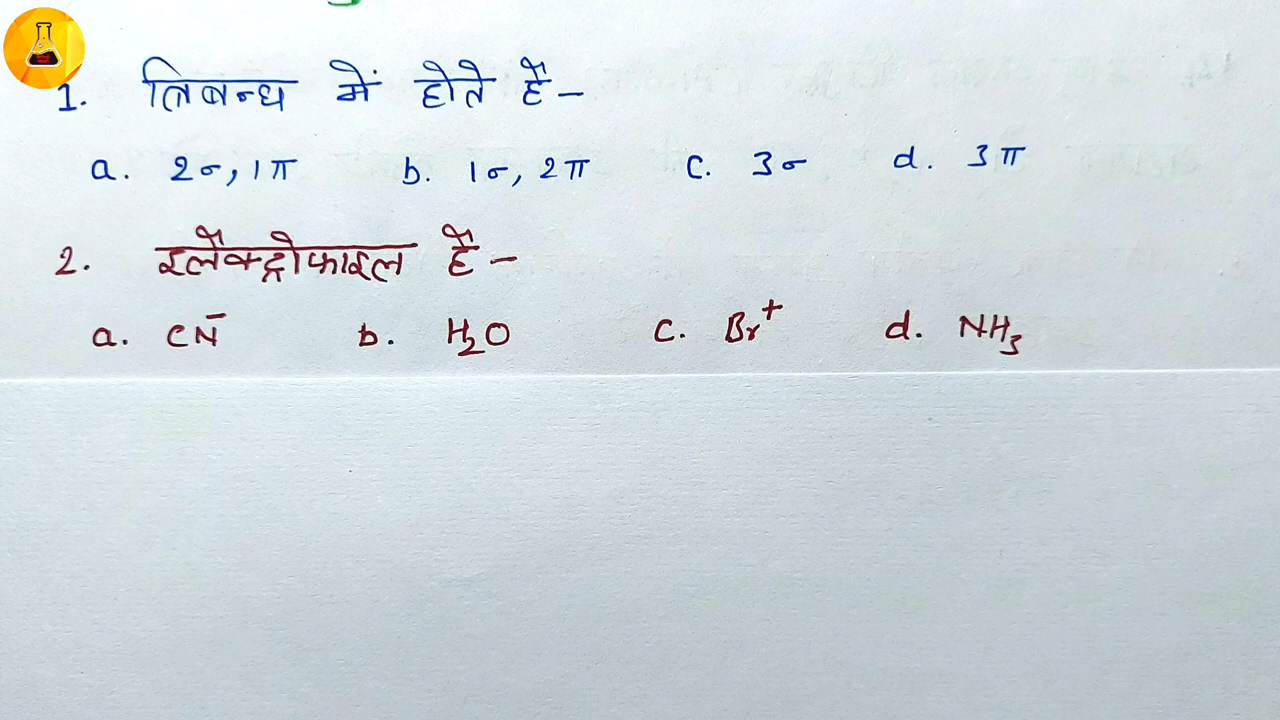 1. त्रिबन्ध में होते हैं -
a. 2σ, 1π b. 1σ, 2π c. 3σ d. 3π
2. इलैक्ट्रोफाइल हैं -
a. CN⁻ b. H₂O c. Br⁺ d. NH₃